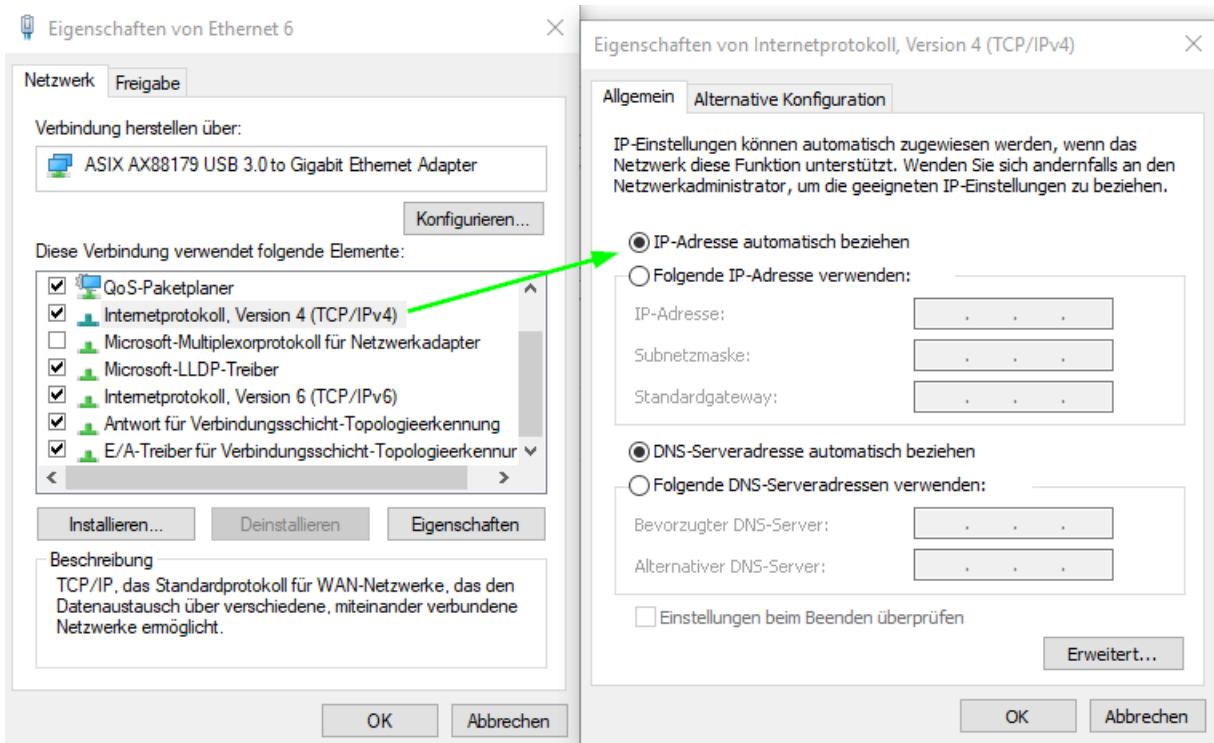 Eigenschaften von Ethernet 6
Netzwerk
Freigabe
Verbindung herstellen über:
ASIX AX88179 USB 3.0 to Gigabit Ethernet Adapter
Konfigurieren...
Diese Verbindung verwendet folgende Elemente:
QoS-Paketplaner
Internetprotokoll, Version 4 (TCP/IPv4)
Microsoft-Multiplexorprotokoll für Netzwerkadapter
Microsoft-LLDP-Treiber
Internetprotokoll, Version 6 (TCP/IPv6)
Antwort für Verbindungsschicht-Topologieerkennung
E/A-Treiber für Verbindungsschicht-Topologieerkennur
Installieren...
Deinstallieren
Eigenschaften
Beschreibung
TCP/IP, das Standardprotokoll für WAN-Netzwerke, das den
Datenaustausch über verschiedene, miteinander verbundene
Netzwerke ermöglicht.
OK
Abbrechen
Eigenschaften von Internetprotokoll, Version 4 (TCP/IPv4)
Allgemein
Alternative Konfiguration
IP-Einstellungen können automatisch zugewiesen werden, wenn das
Netzwerk diese Funktion unterstützt. Wenden Sie sich andernfalls an den
Netzwerkadministrator, um die geeigneten IP-Einstellungen zu beziehen.
IP-Adresse automatisch beziehen
Folgende IP-Adresse verwenden:
IP-Adresse:
. . .
Subnetzmaske:
. . .
Standardgateway:
. . .
DNS-Serveradresse automatisch beziehen
Folgende DNS-Serveradressen verwenden:
Bevorzugter DNS-Server:
. . .
Alternativer DNS-Server:
. . .
Einstellungen beim Beenden überprüfen
Erweitert...
OK
Abbrechen